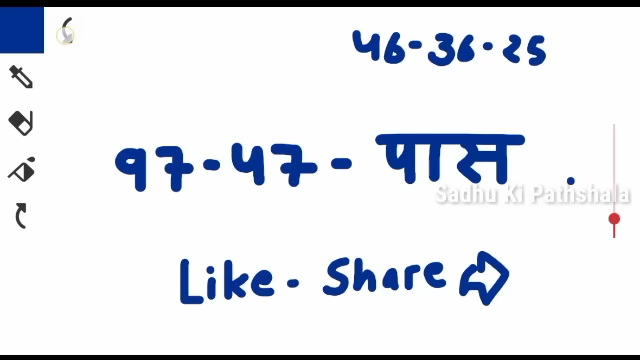 46-36-25
97-47-पास .
Sadhu Ki Pathshala
Like - Share